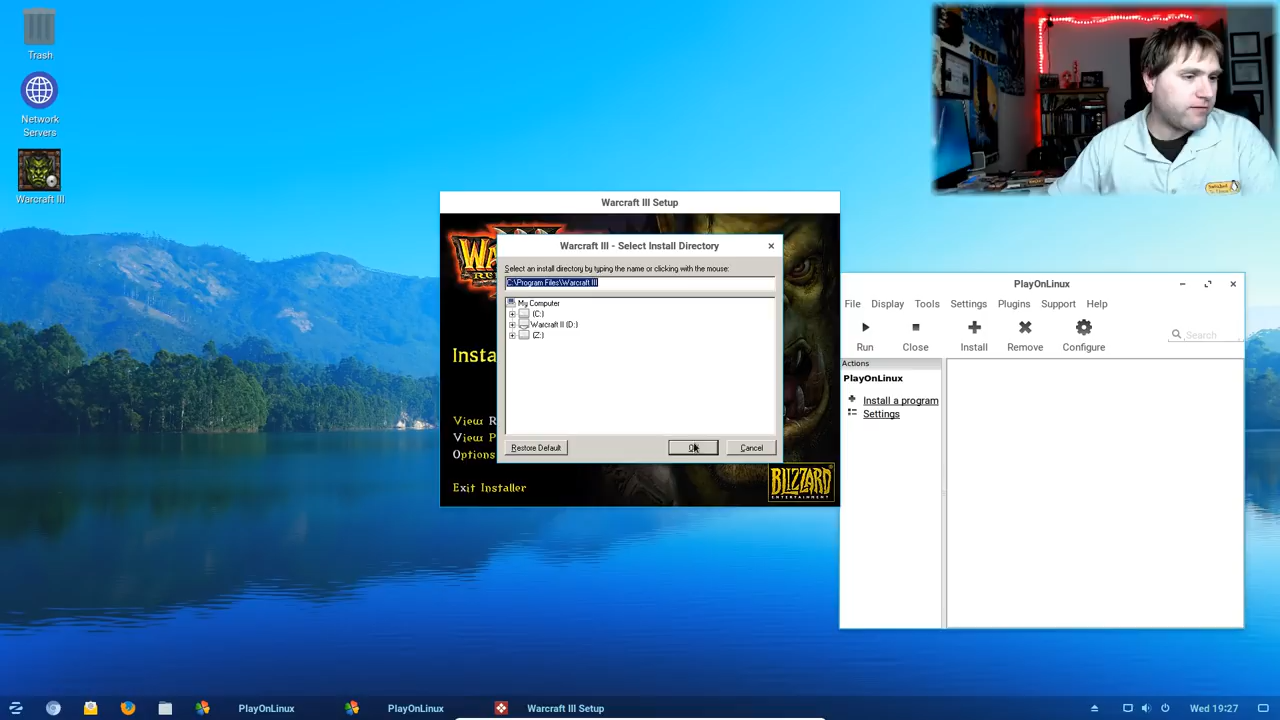 Trash
Network
Servers
Warcraft III
Warcraft III Setup
Warcraft III - Select Install Directory
Select an install directory by typing the name or clicking with the mouse:
C:\Program Files\Warcraft III
My Computer
(C:)
Warcraft II (D:)
(Z:)
Restore Default
Cancel
Insta
View R
View P
Options
Exit Installer
BLIZZARD
ENTERTAINMENT
PlayOnLinux
File Display Tools Settings Plugins Support Help
Run Close Install Remove Configure
Search
Actions
PlayOnLinux
Install a program
Settings
PlayOnLinux
PlayOnLinux
Warcraft III Setup
Wed 19:27